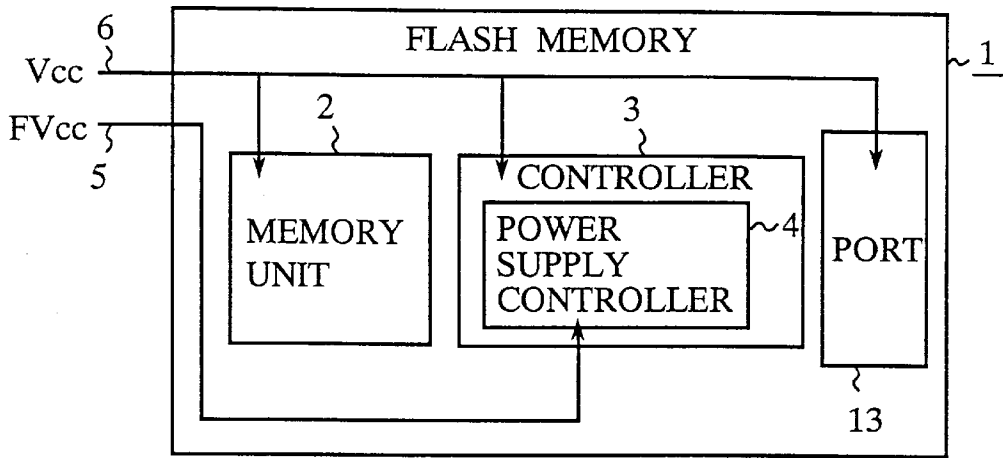 FLASH MEMORY
6
1
Vcc
FVcc
5
2
3
MEMORY
UNIT
CONTROLLER
4
POWER
SUPPLY
CONTROLLER
PORT
13